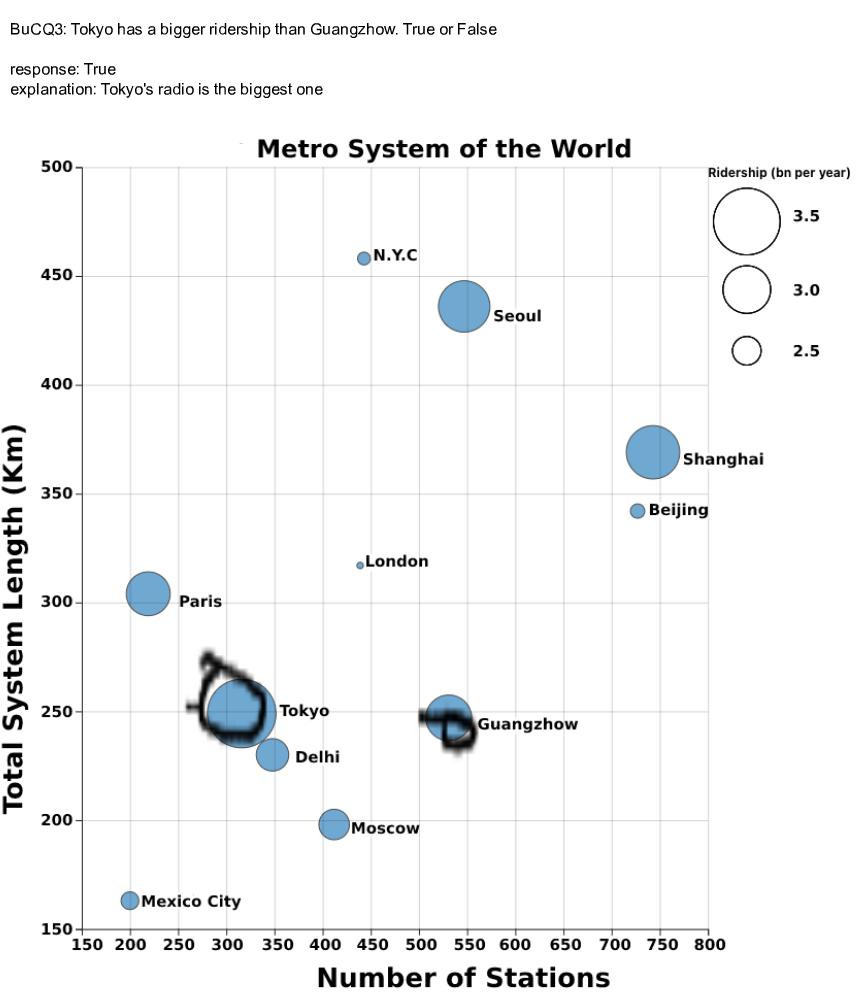 BuCQ3: Tokyo has a bigger ridership than Guangzhow. True or False
response: True
explanation: Tokyo's radio is the biggest one
Metro System of the World
Ridership (bn per year)
3.5
3.0
2.5
Total System Length (Km)
500
450
400
350
300
250
200
150
N.Y.C
Seoul
Shanghai
Beijing
London
Paris
Tokyo
Guangzhow
Delhi
Moscow
Mexico City
150 200 250 300 350 400 450 500 550 600 650 700 750 800
Number of Stations